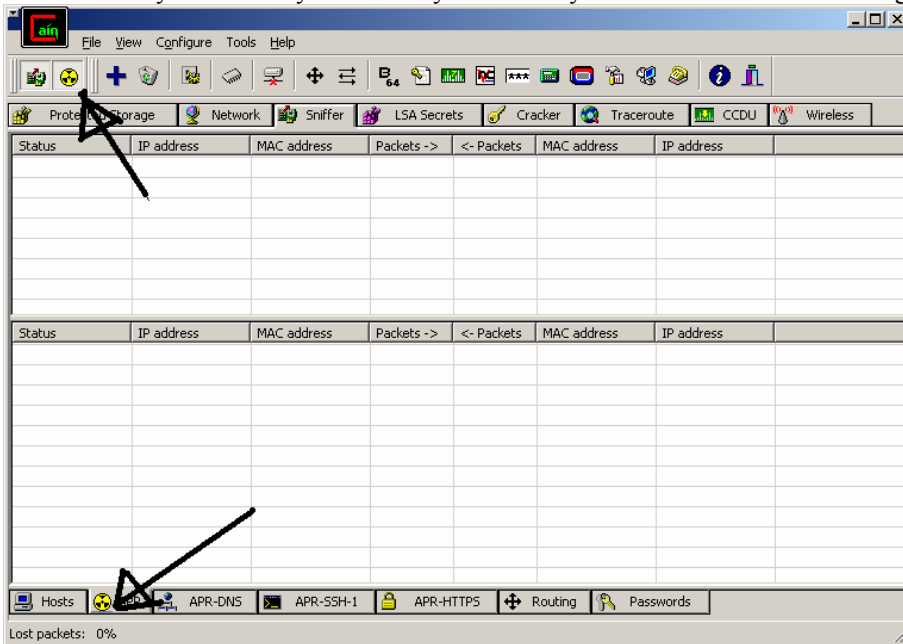 Cain
File View Configure Tools Help
B64 ***
Protected Storage Network Sniffer LSA Secrets Cracker Traceroute CCDU Wireless
Status IP address MAC address Packets -> <- Packets MAC address IP address
Status IP address MAC address Packets -> <- Packets MAC address IP address
Hosts APR APR-DNS APR-SSH-1 APR-HTTPS Routing Passwords
Lost packets: 0%